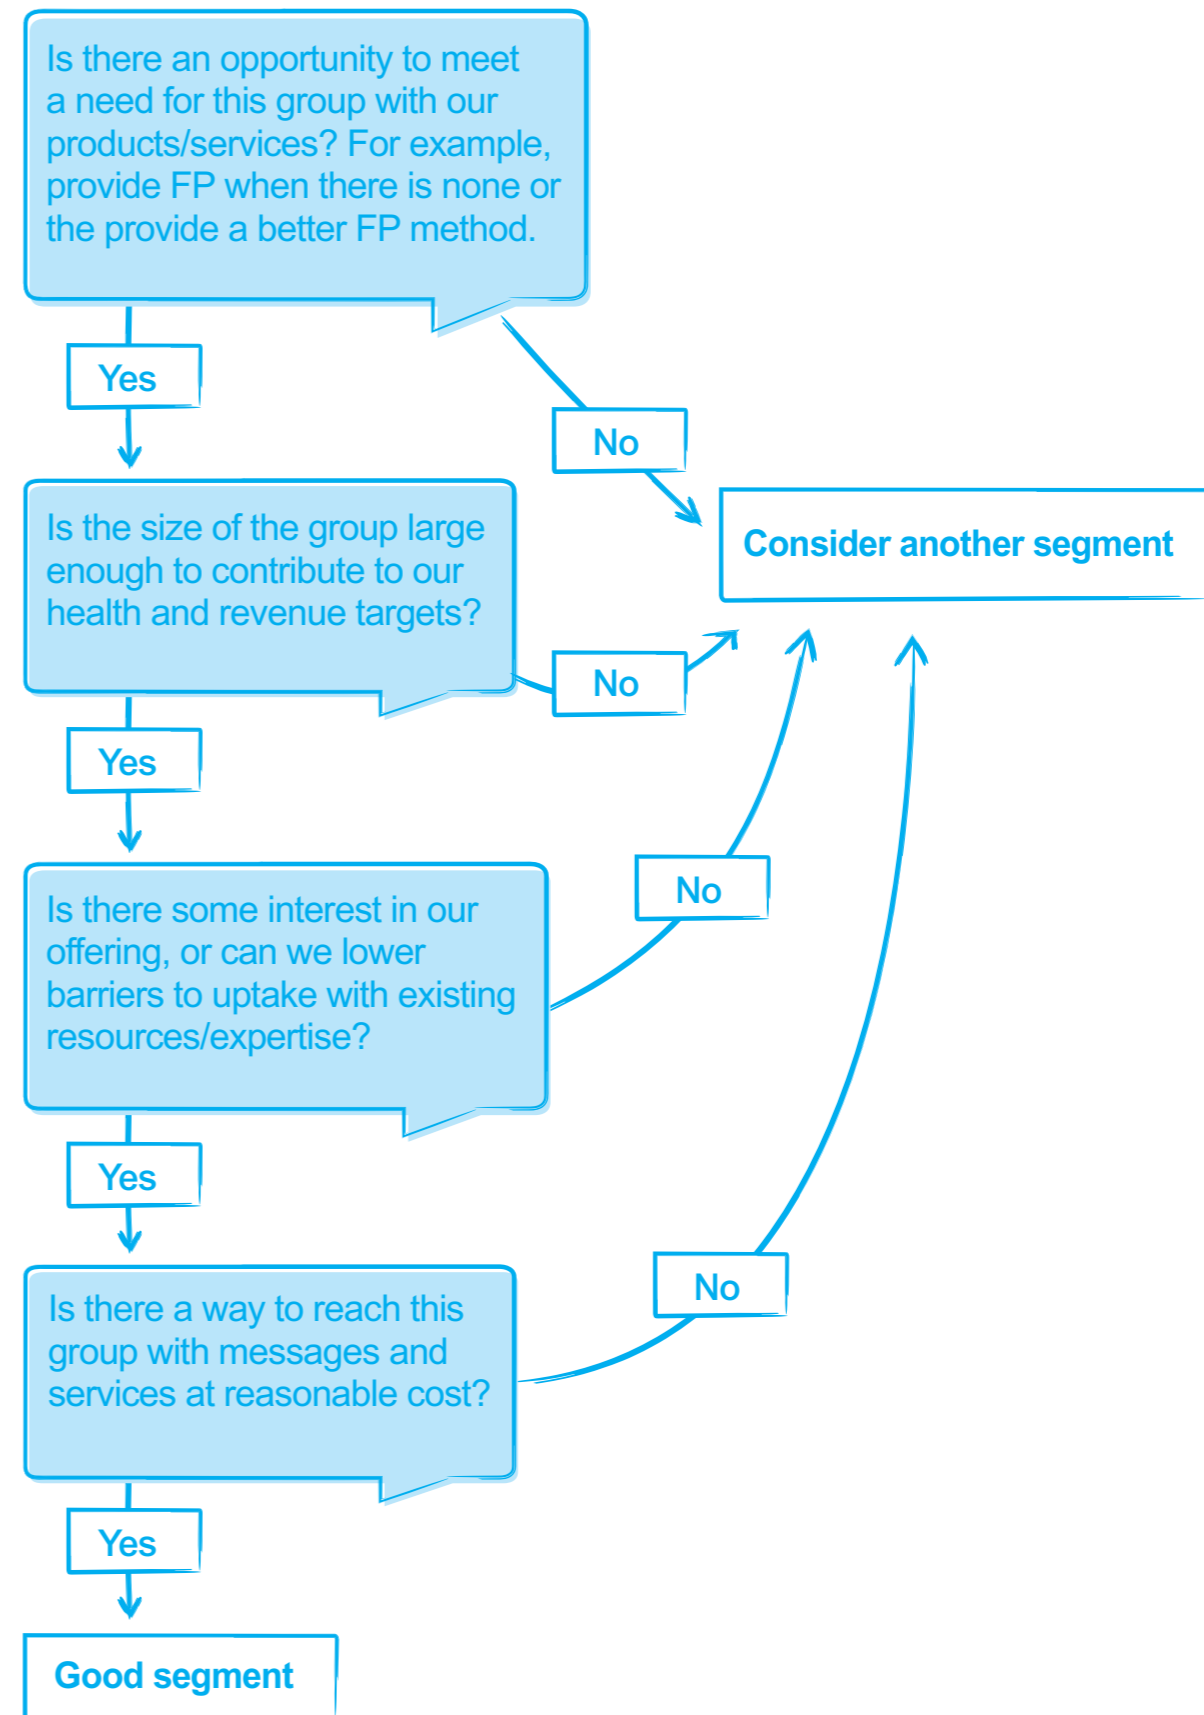 Is there an opportunity to meet
a need for this group with our
products/services? For example,
provide FP when there is none or
the provide a better FP method.
Yes
No
Is the size of the group large
enough to contribute to our
health and revenue targets?
Consider another segment
No
Yes
Is there some interest in our
offering, or can we lower
barriers to uptake with existing
resources/expertise?
No
Yes
Is there a way to reach this
group with messages and
services at reasonable cost?
No
Yes
Good segment